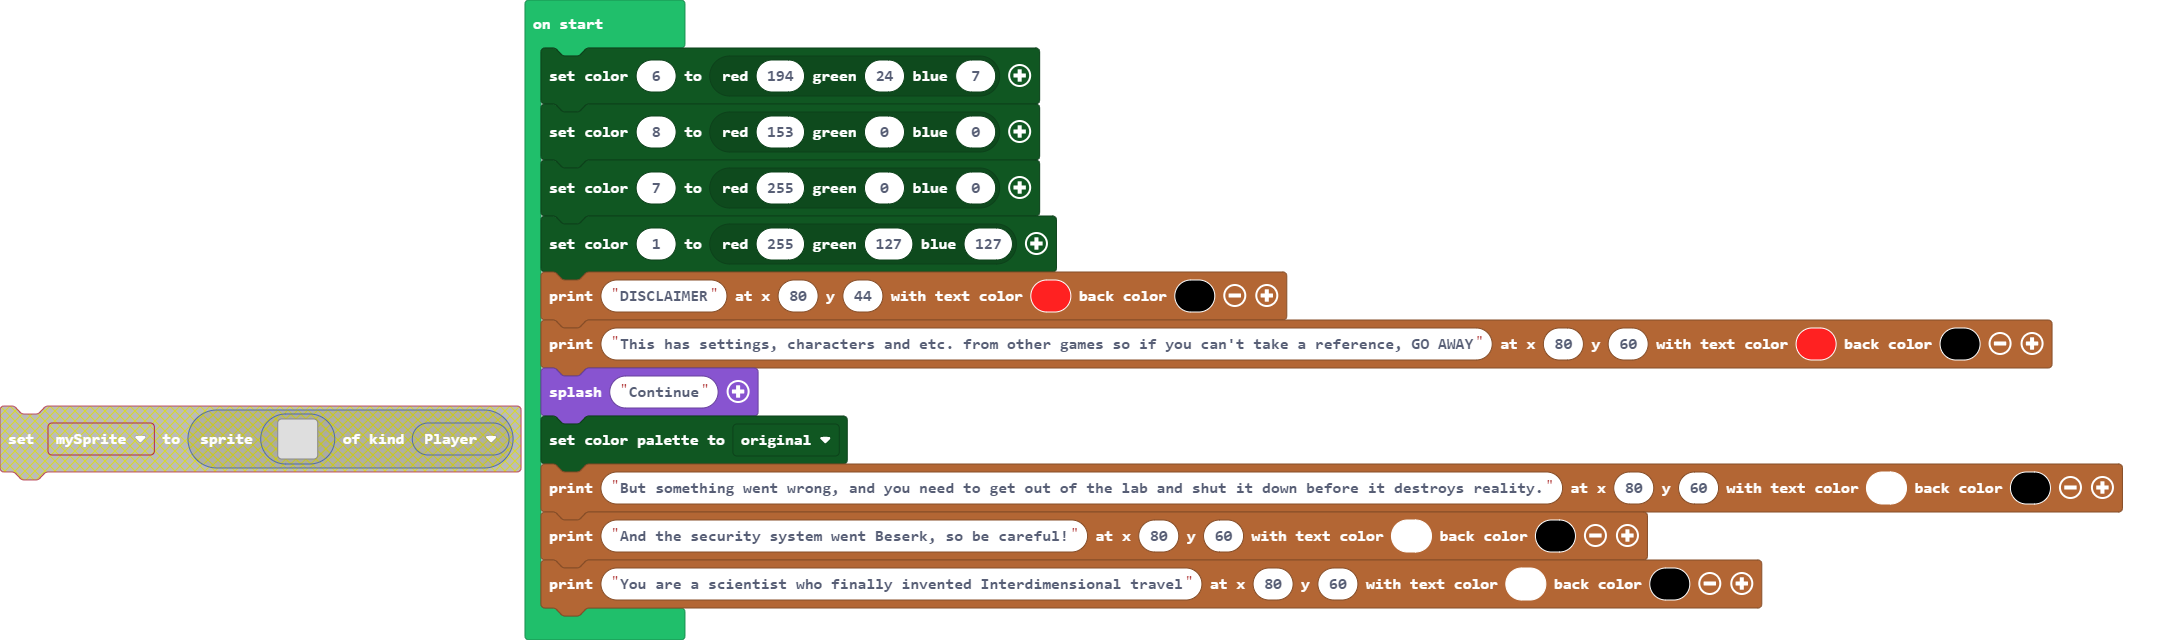 on start
set color 6 to red 194 green 24 blue 7
set color 8 to red 153 green 0 blue 0
set color 7 to red 255 green 0 blue 0
set color 1 to red 255 green 127 blue 127
print "DISCLAIMER" at x 80 y 44 with text color back color
print "This has settings, characters and etc. from other games so if you can't take a reference, GO AWAY" at x 80 y 60 with text color back color
splash "Continue"
set mySprite to sprite of kind Player
set color palette to original
print "But something went wrong, and you need to get out of the lab and shut it down before it destroys reality." at x 80 y 60 with text color back color
print "And the security system went Beserk, so be careful!" at x 80 y 60 with text color back color
print "You are a scientist who finally invented Interdimensional travel" at x 80 y 60 with text color back color